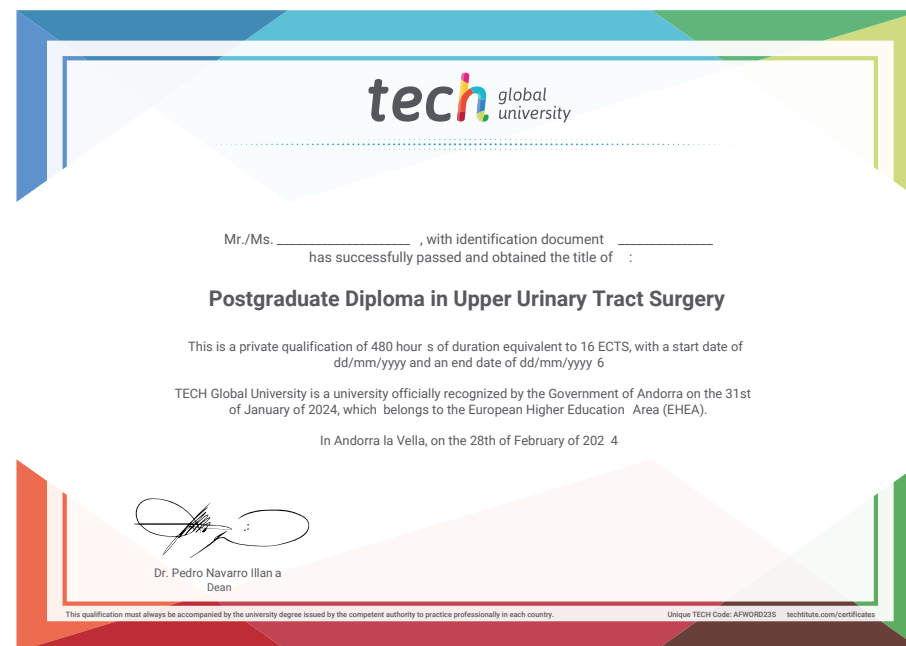 tech global
university
Mr./Ms. ____________________ , with identification document ______________
has successfully passed and obtained the title of :
Postgraduate Diploma in Upper Urinary Tract Surgery
This is a private qualification of 480 hour s of duration equivalent to 16 ECTS, with a start date of
dd/mm/yyyy and an end date of dd/mm/yyyy 6
TECH Global University is a university officially recognized by the Government of Andorra on the 31st
of January of 2024, which belongs to the European Higher Education Area (EHEA).
In Andorra la Vella, on the 28th of February of 202 4
Dr. Pedro Navarro Illan a
Dean
This qualification must always be accompanied by the university degree issued by the competent authority to practice professionally in each country.
Unique TECH Code: AFWORD23S techtitute.com/certificates